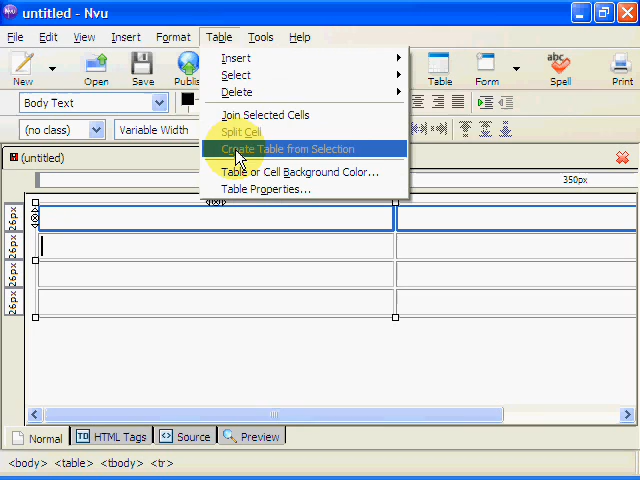 untitled - Nvu
File Edit View Insert Format Table Tools Help
New Open Save Publis Table Form Spell Print
abc
Insert
Select
Delete
Join Selected Cells
Split Cell
Create Table from Selection
Table or Cell Background Color...
Table Properties...
Body Text
(no class) Variable Width
(untitled)
350px
26px
26px
26px
26px
Normal TD HTML Tags Source Preview
<body> <table> <tbody> <tr>